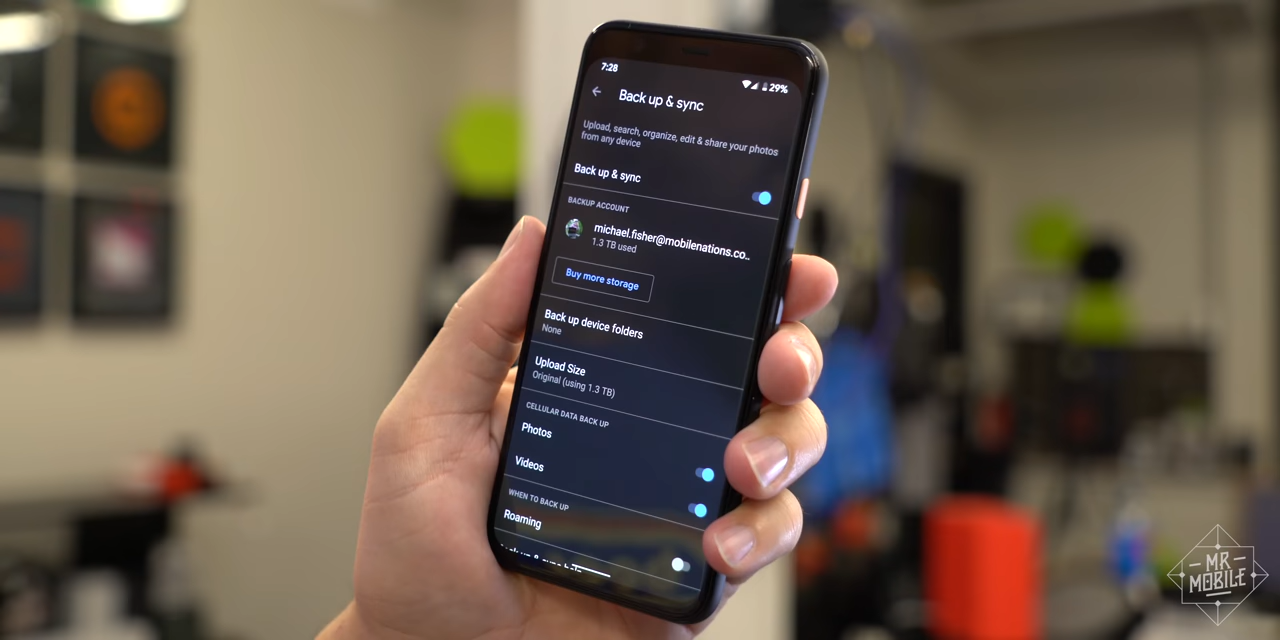 7:28
29%
Back up & sync
Upload, search, organize, edit & share your photos
from any device
Back up & sync
BACKUP ACCOUNT
michael.fisher@mobilenations.co..
1.3 TB used
Buy more storage
Back up device folders
None
Upload Size
Original (using 1.3 TB)
CELLULAR DATA BACK UP
Photos
Videos
WHEN TO BACK UP
Roaming
MR
MOBILE